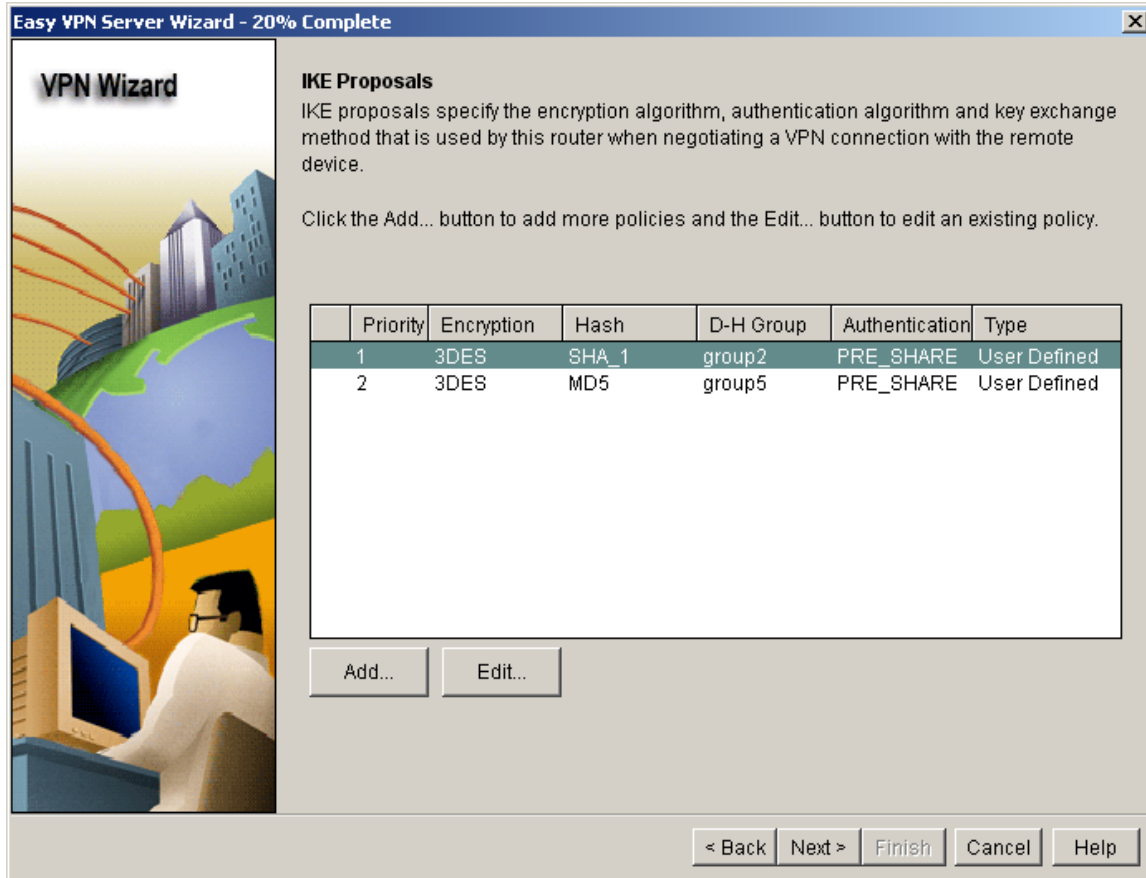 Easy VPN Server Wizard - 20% Complete
VPN Wizard
IKE Proposals
IKE proposals specify the encryption algorithm, authentication algorithm and key exchange
method that is used by this router when negotiating a VPN connection with the remote
device.
Click the Add... button to add more policies and the Edit... button to edit an existing policy.
Priority Encryption Hash D-H Group Authentication Type
1 3DES SHA_1 group2 PRE_SHARE User Defined
2 3DES MD5 group5 PRE_SHARE User Defined
Add... Edit...
< Back Next > Finish Cancel Help